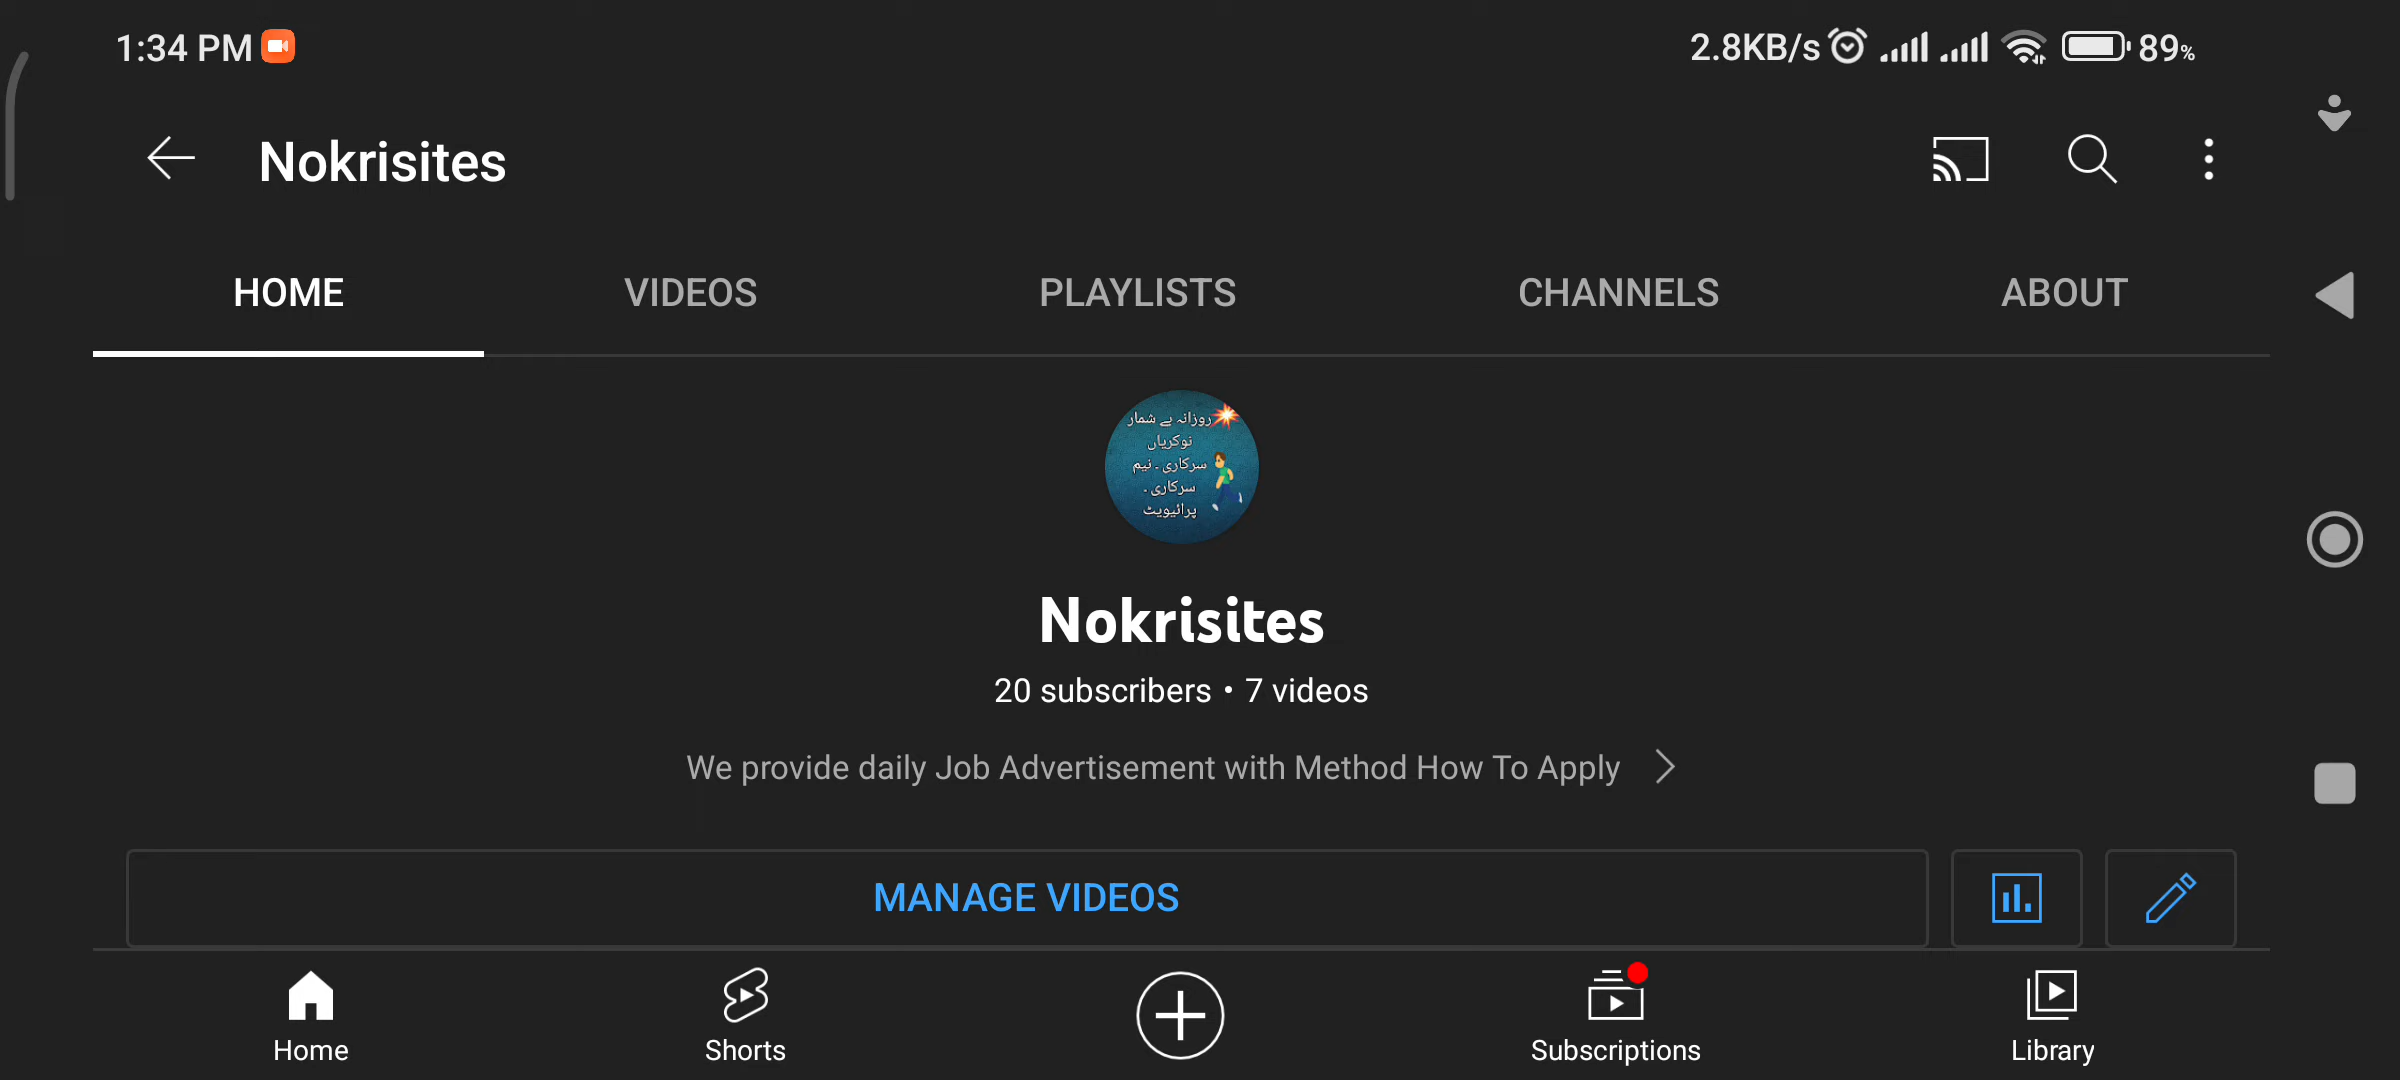 1:34 PM
2.8KB/s
89%
Nokrisites
HOME
VIDEOS
PLAYLISTS
CHANNELS
ABOUT
روزانہ بے شمار
نوکریاں
سرکاری ۔ نیم
سرکاری ۔
پرائیویٹ
Nokrisites
20 subscribers • 7 videos
We provide daily Job Advertisement with Method How To Apply
MANAGE VIDEOS
Home
Shorts
Subscriptions
Library